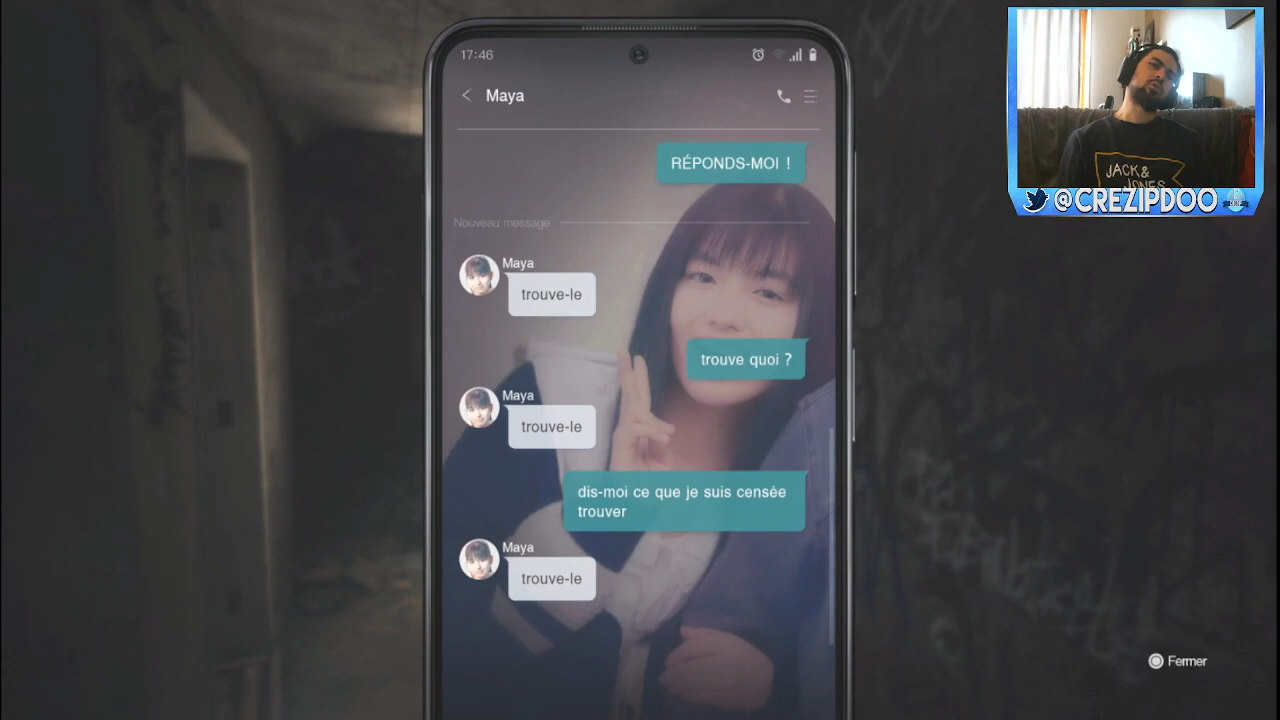 17:46
Maya
RÉPONDS-MOI !
Nouveau message
Maya
trouve-le
trouve quoi ?
Maya
trouve-le
dis-moi ce que je suis censée
trouver
Maya
trouve-le
Fermer
JACK&
JONES
@CREZIPDOO